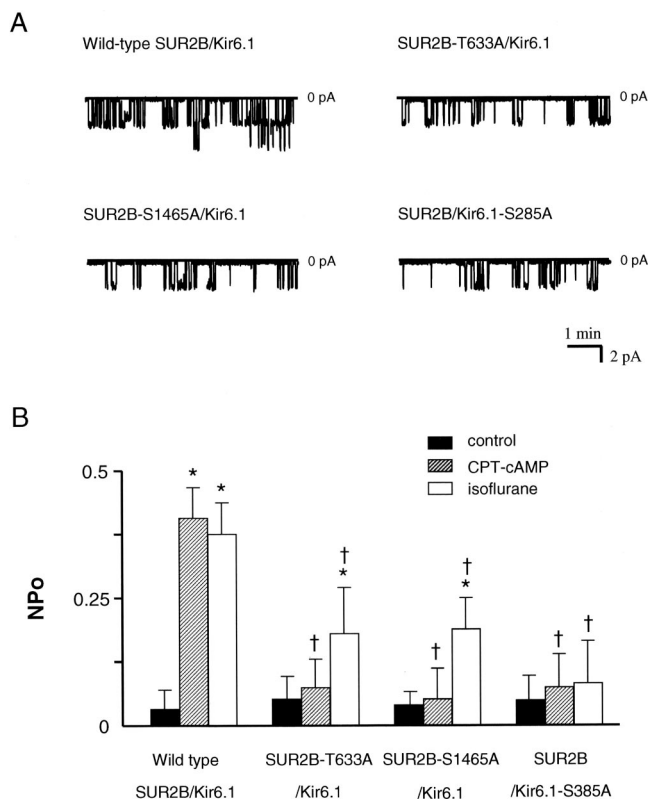 A
Wild-type SUR2B/Kir6.1
SUR2B-T633A/Kir6.1
0 pA
0 pA
SUR2B-S1465A/Kir6.1
SUR2B/Kir6.1-S285A
0 pA
0 pA
1 min
2 pA
B
control
CPT-cAMP
isoflurane
0.5
0.25
0
NPo
* *
† † *
† † *
† †
Wild type
SUR2B/Kir6.1
SUR2B-T633A
/Kir6.1
SUR2B-S1465A
/Kir6.1
SUR2B
/Kir6.1-S385A